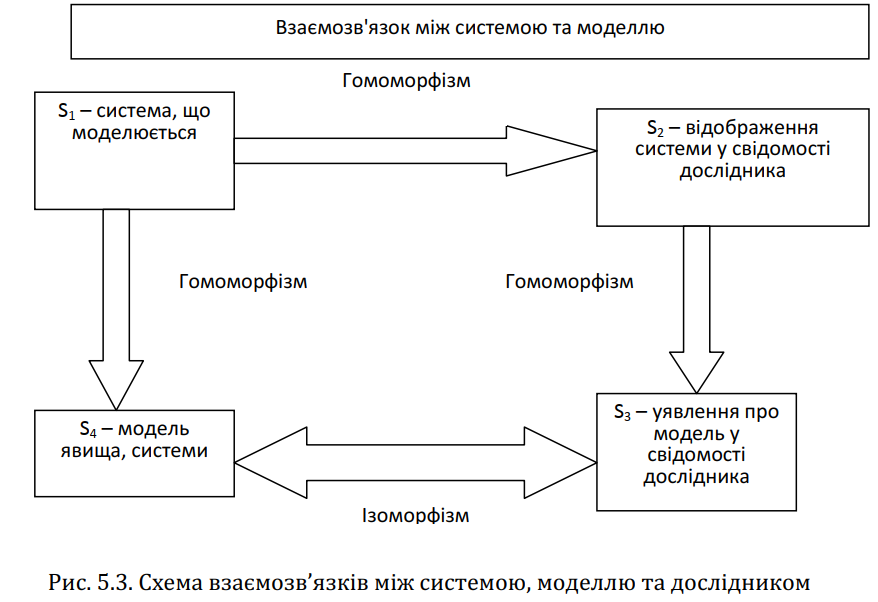 Взаємозв'язок між системою та моделлю
Гомоморфізм
S₁ – система, що
моделюється
S₂ – відображення
системи у свідомості
дослідника
Гомоморфізм
Гомоморфізм
S₄ – модель
явища, системи
S₃ – уявлення про
модель у
свідомості
дослідника
Ізоморфізм
Рис. 5.3. Схема взаємозв’язків між системою, моделлю та дослідником